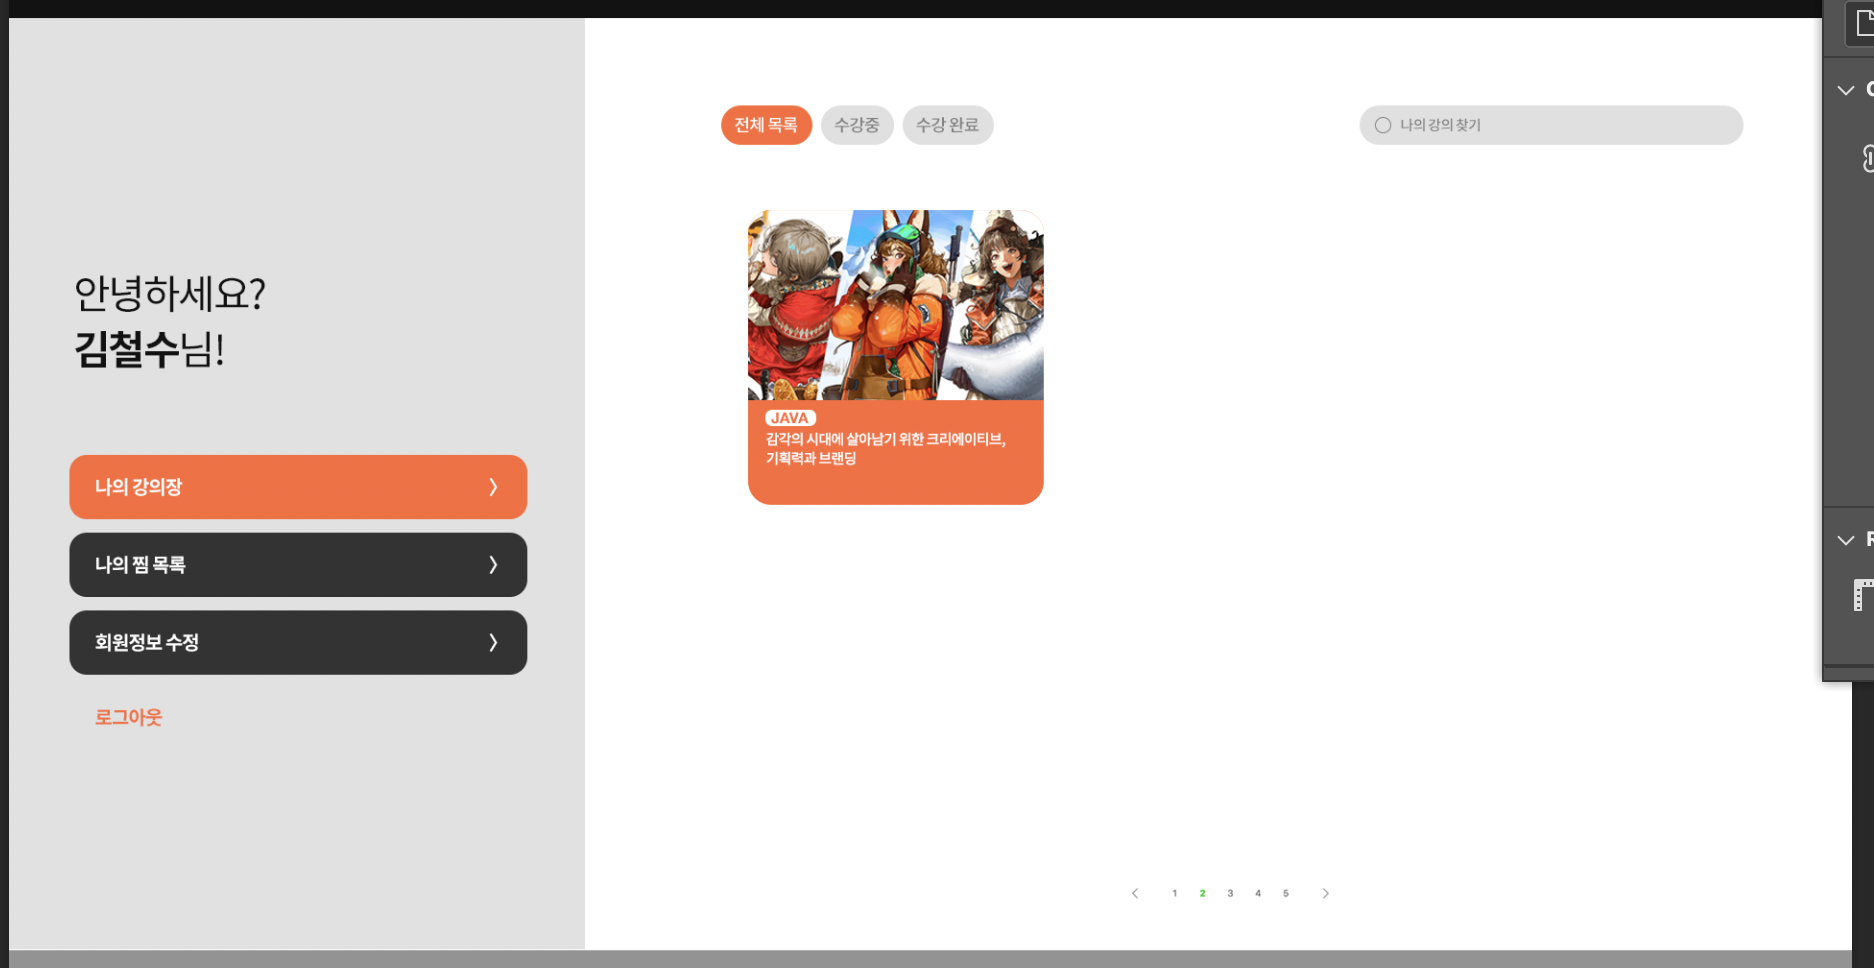 안녕하세요?
김철수님!
나의 강의장
나의 찜 목록
회원정보 수정
로그아웃
전체 목록
수강중
수강 완료
나의 강의 찾기
JAVA
감각의 시대에 살아남기 위한 크리에이티브,
기획력과 브랜딩
1 2 3 4 5